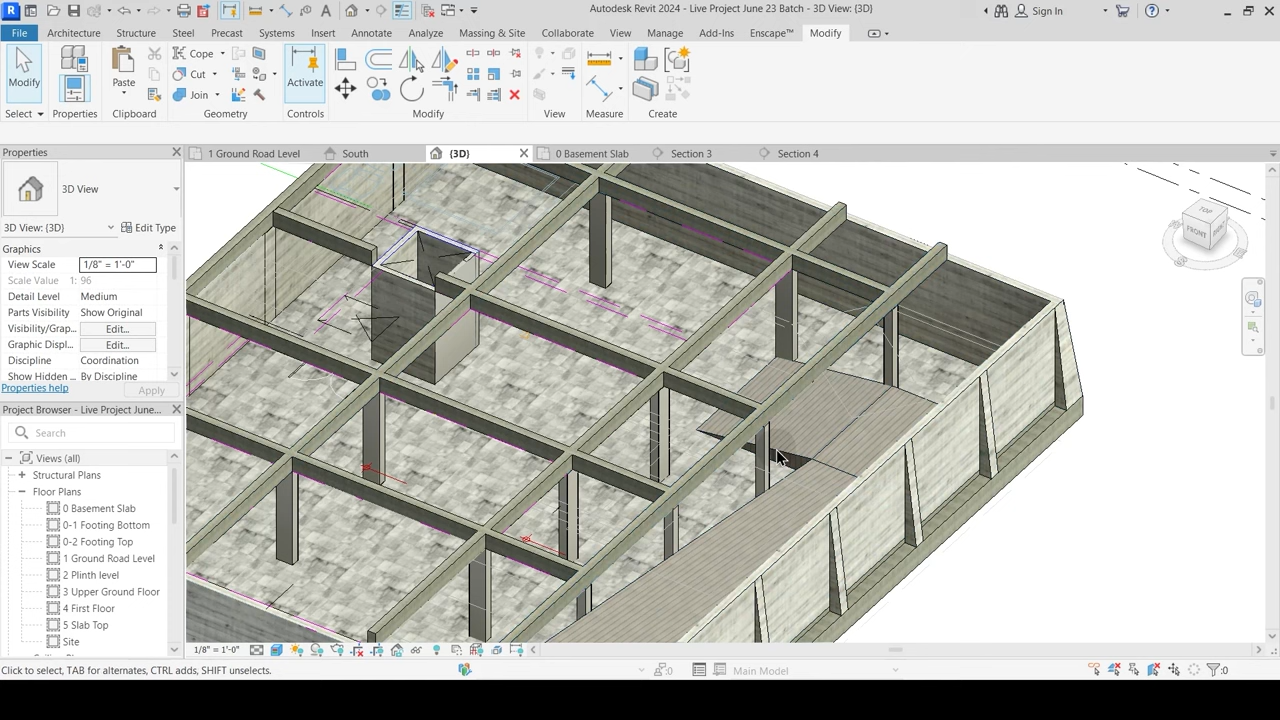 Autodesk Revit 2024 - Live Project June 23 Batch - 3D View: {3D}
Sign In
File Architecture Structure Steel Precast Systems Insert Annotate Analyze Massing & Site Collaborate View Manage Add-Ins Enscape™ Modify
Modify
Paste
Cope
Cut
Join
Activate
Select Properties Clipboard Geometry Controls Modify View Measure Create
Properties
1 Ground Road Level South {3D} 0 Basement Slab Section 3 Section 4
3D View
3D View: {3D} Edit Type
Graphics
View Scale 1/8" = 1'-0"
Scale Value 1: 96
Detail Level Medium
Parts Visibility Show Original
Visibility/Grap... Edit...
Graphic Displ... Edit...
Discipline Coordination
Show Hidden ... By Discipline
Properties help Apply
Project Browser - Live Project June...
Search
Views (all)
Structural Plans
Floor Plans
0 Basement Slab
0-1 Footing Bottom
0-2 Footing Top
1 Ground Road Level
2 Plinth level
3 Upper Ground Floor
4 First Floor
5 Slab Top
Site
TOP
FRONT
1/8" = 1'-0"
Click to select, TAB for alternates, CTRL adds, SHIFT unselects.
:0
Main Model
:0